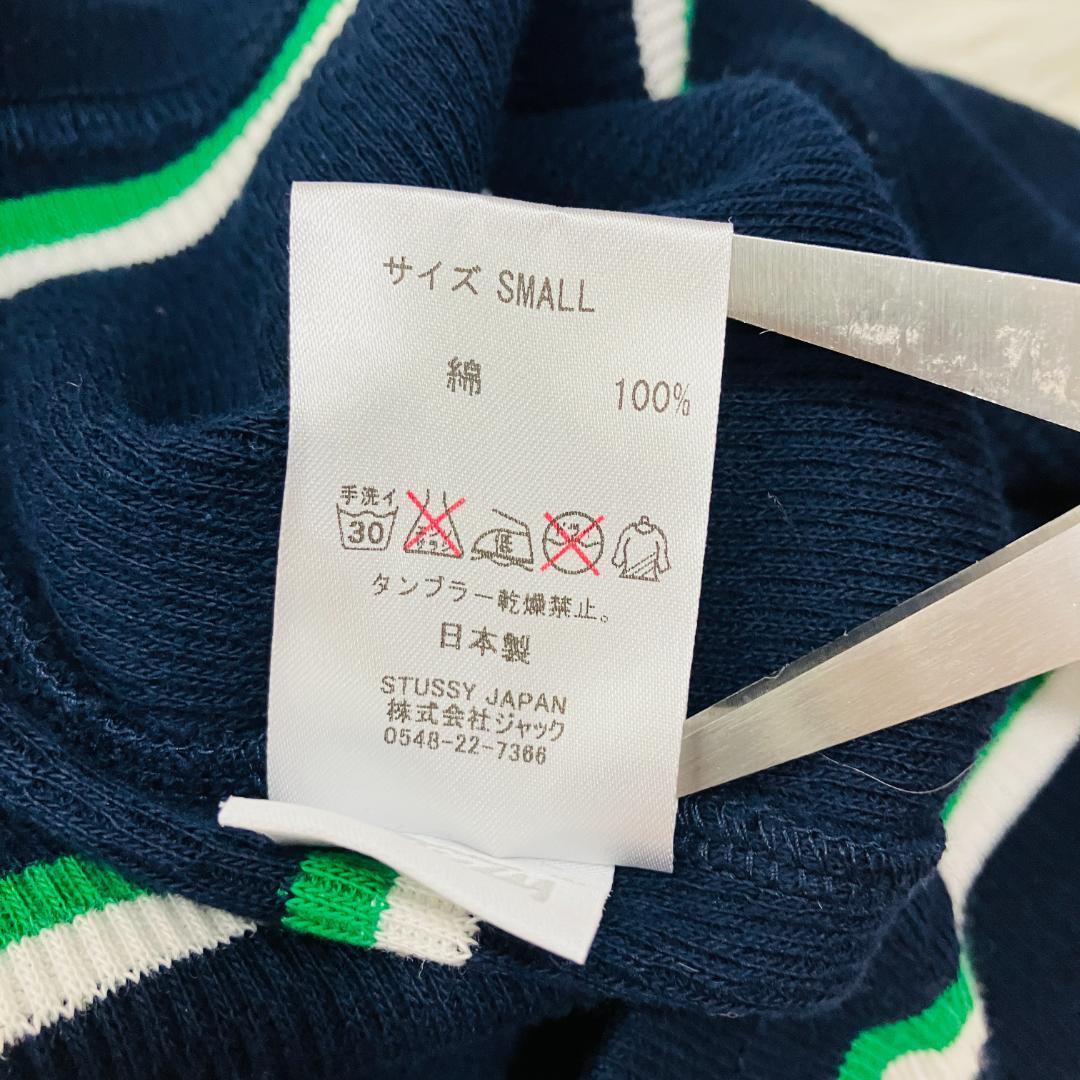 サイズ SMALL
綿 100%
手洗イ
30
タンブラー乾燥禁止。
日本製
STUSSY JAPAN
株式会社ジャック
0548-22-7366